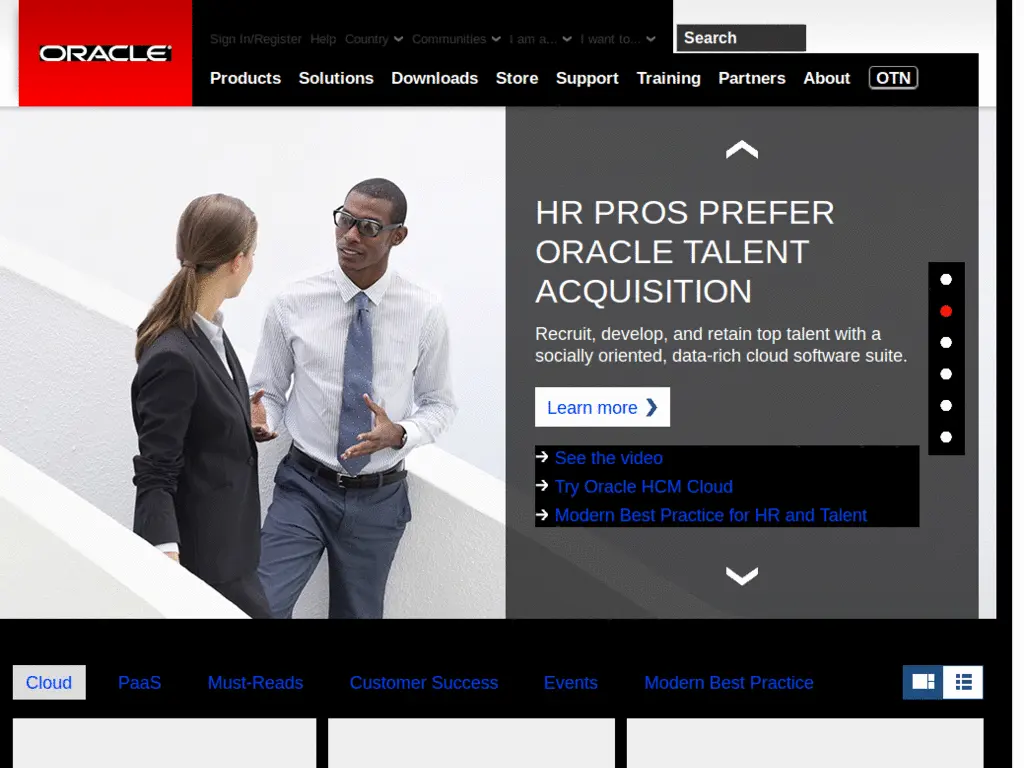 ORACLE
Sign In/Register Help Country Communities I am a... I want to... Search
Products Solutions Downloads Store Support Training Partners About OTN
HR PROS PREFER
ORACLE TALENT
ACQUISITION
Recruit, develop, and retain top talent with a
socially oriented, data-rich cloud software suite.
Learn more
See the video
Try Oracle HCM Cloud
Modern Best Practice for HR and Talent
Cloud PaaS Must-Reads Customer Success Events Modern Best Practice